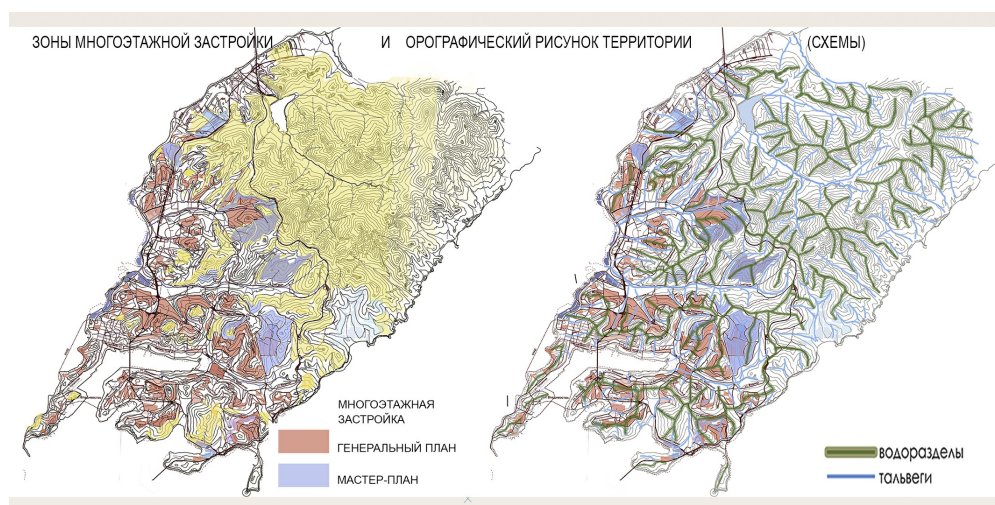 ЗОНЫ МНОГОЭТАЖНОЙ ЗАСТРОЙКИ И ОРОГРАФИЧЕСКИЙ РИСУНОК ТЕРРИТОРИИ (СХЕМЫ)
МНОГОЭТАЖНАЯ
ЗАСТРОЙКА
ГЕНЕРАЛЬНЫЙ ПЛАН
МАСТЕР-ПЛАН
водоразделы
тальвеги